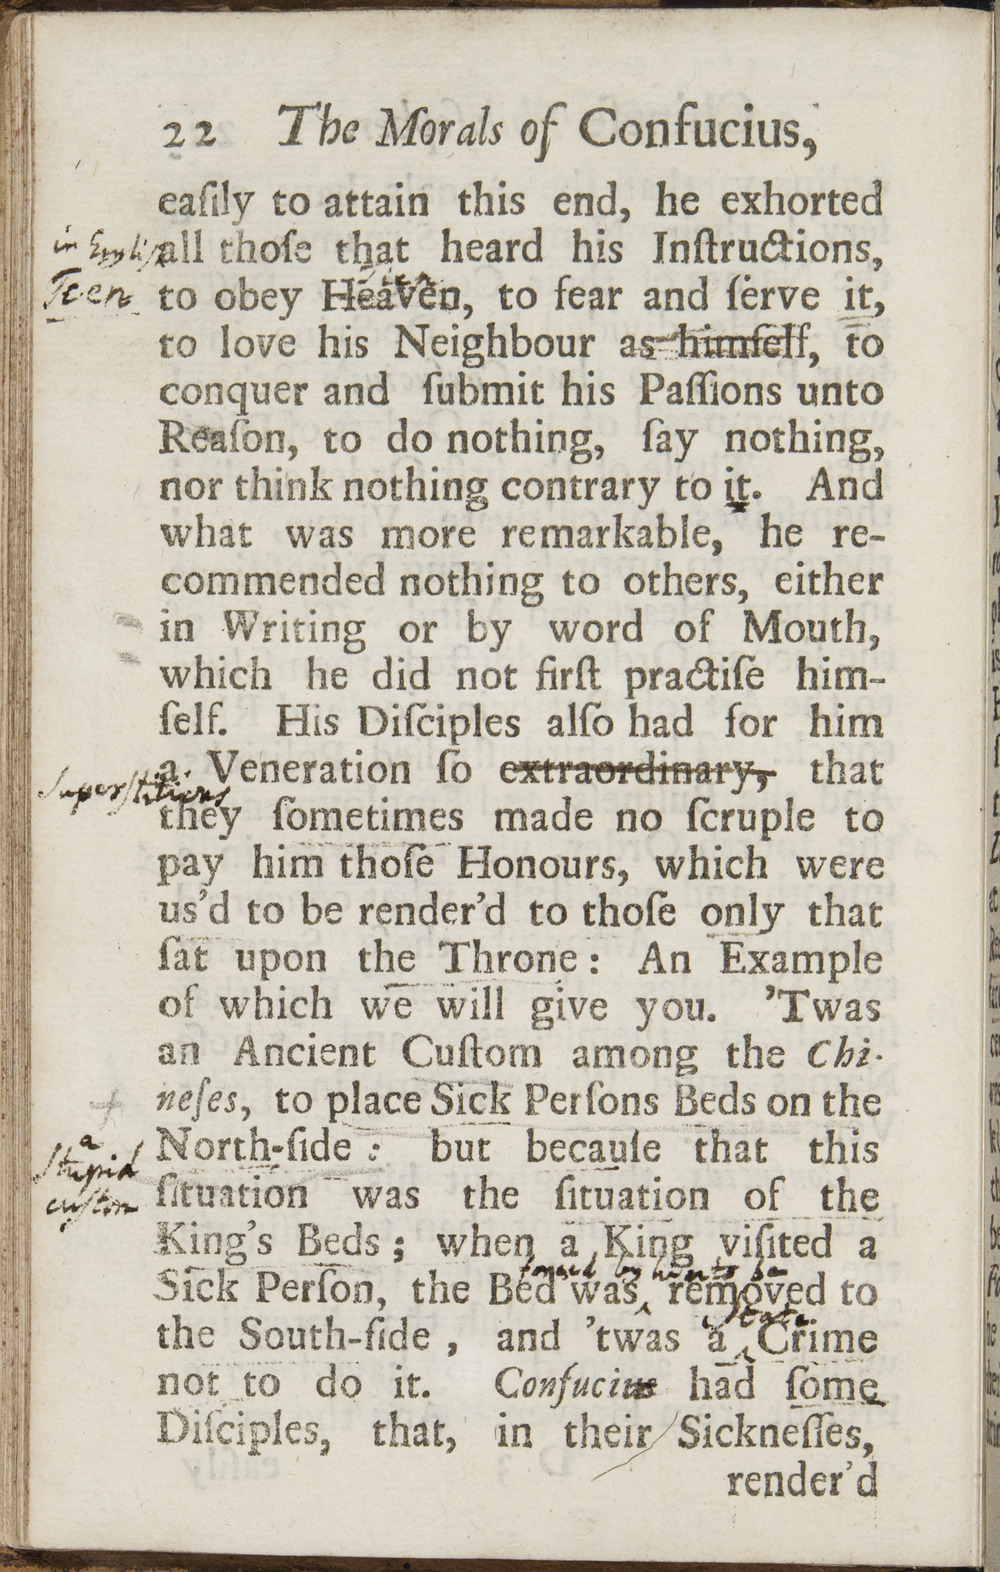 22 The Morals of Confucius,
eaſily to attain this end, he exhorted
in English
all thoſe that heard his Inſtructions,
Teen
to obey Heaven, to fear and ſerve it,
to love his Neighbour as himſelf, to
conquer and ſubmit his Paſſions unto
Reaſon, to do nothing, ſay nothing,
nor think nothing contrary to it. And
what was more remarkable, he re-
commended nothing to others, either
in Writing or by word of Mouth,
which he did not firſt practiſe him-
ſelf. His Diſciples alſo had for him
a Veneration ſo extraordinary, that
Superstitious
they ſometimes made no ſcruple to
pay him thoſe Honours, which were
us’d to be render’d to thoſe only that
ſat upon the Throne: An Example
of which we will give you. ’Twas
an Ancient Cuſtom among the Chi-
neſes, to place Sick Perſons Beds on the
North-ſide : but becauſe that this
a
Stupid
custom
ſituation was the ſituation of the
King’s Beds ; when a King viſited a
Sick Perſon, the Bed was removed to
State
the South-ſide , and ’twas a Crime
not to do it. Confucius had ſome
Diſciples, that, in their Sickneſſes,
render’d